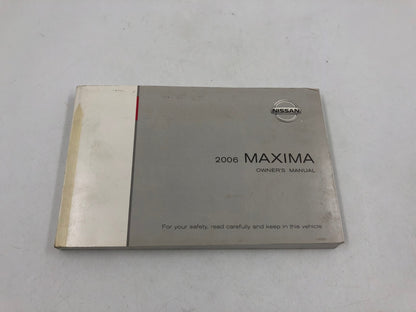 NISSAN
2006 MAXIMA
OWNER'S MANUAL
For your safety, read carefully and keep in this vehicle.